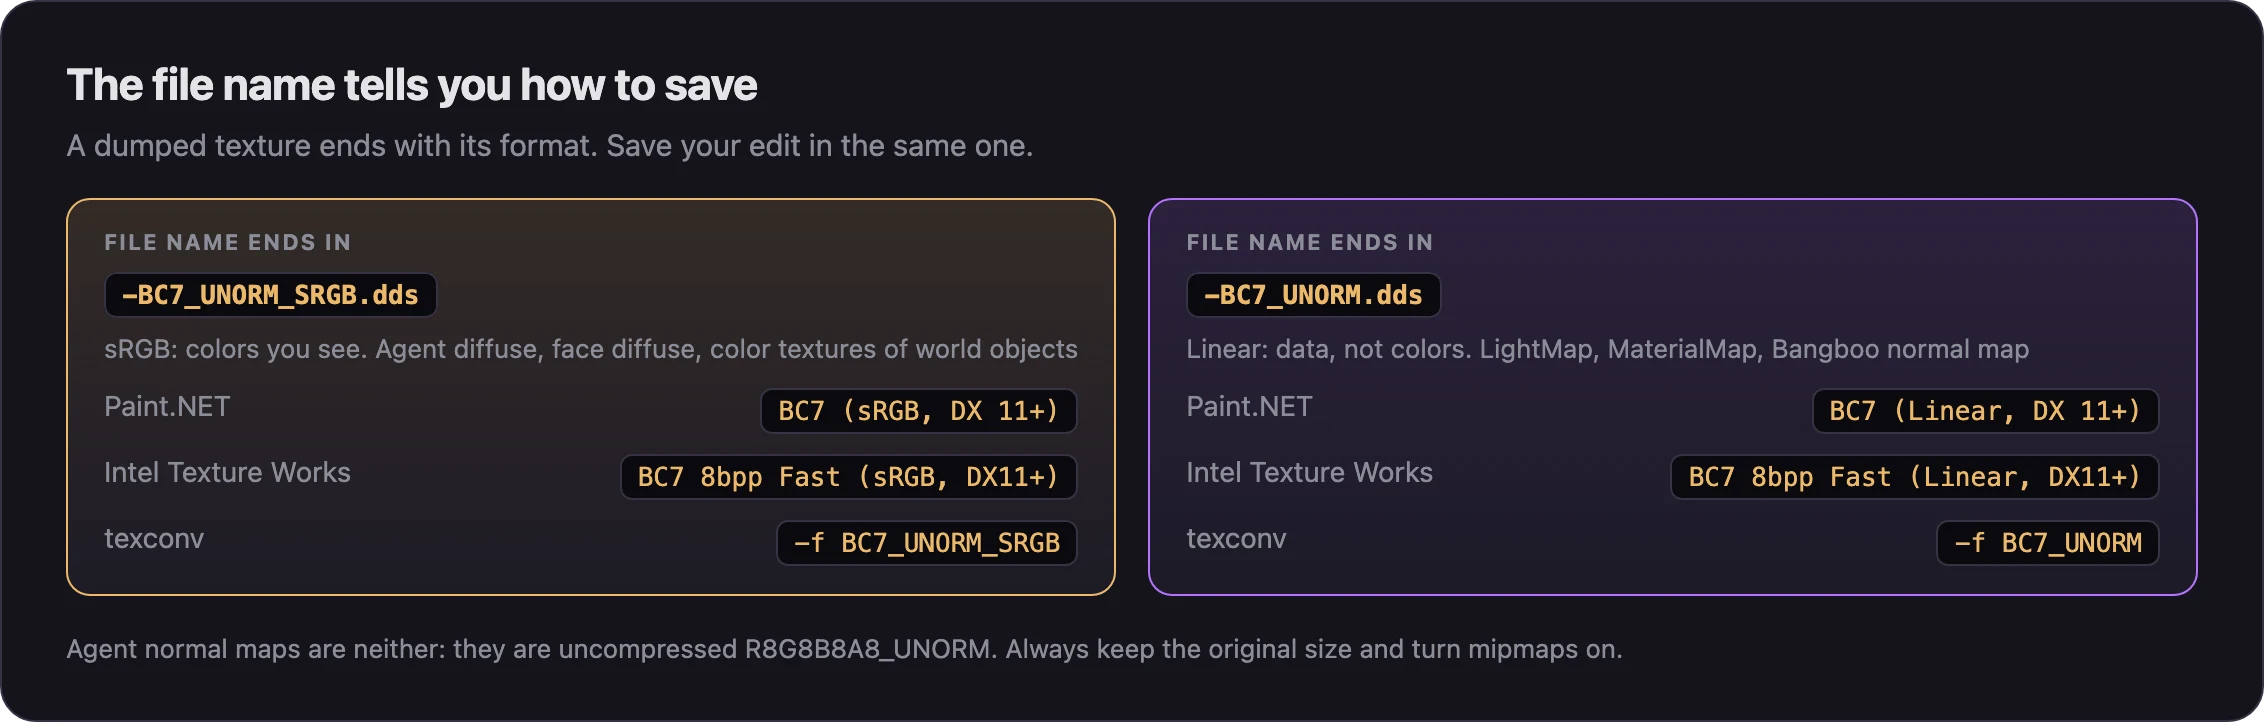 The file name tells you how to save
A dumped texture ends with its format. Save your edit in the same one.
FILE NAME ENDS IN
-BC7_UNORM_SRGB.dds
sRGB: colors you see. Agent diffuse, face diffuse, color textures of world objects
Paint.NET
BC7 (sRGB, DX 11+)
Intel Texture Works
BC7 8bpp Fast (sRGB, DX11+)
texconv
-f BC7_UNORM_SRGB
FILE NAME ENDS IN
-BC7_UNORM.dds
Linear: data, not colors. LightMap, MaterialMap, Bangboo normal map
Paint.NET
BC7 (Linear, DX 11+)
Intel Texture Works
BC7 8bpp Fast (Linear, DX11+)
texconv
-f BC7_UNORM
Agent normal maps are neither: they are uncompressed R8G8B8A8_UNORM. Always keep the original size and turn mipmaps on.